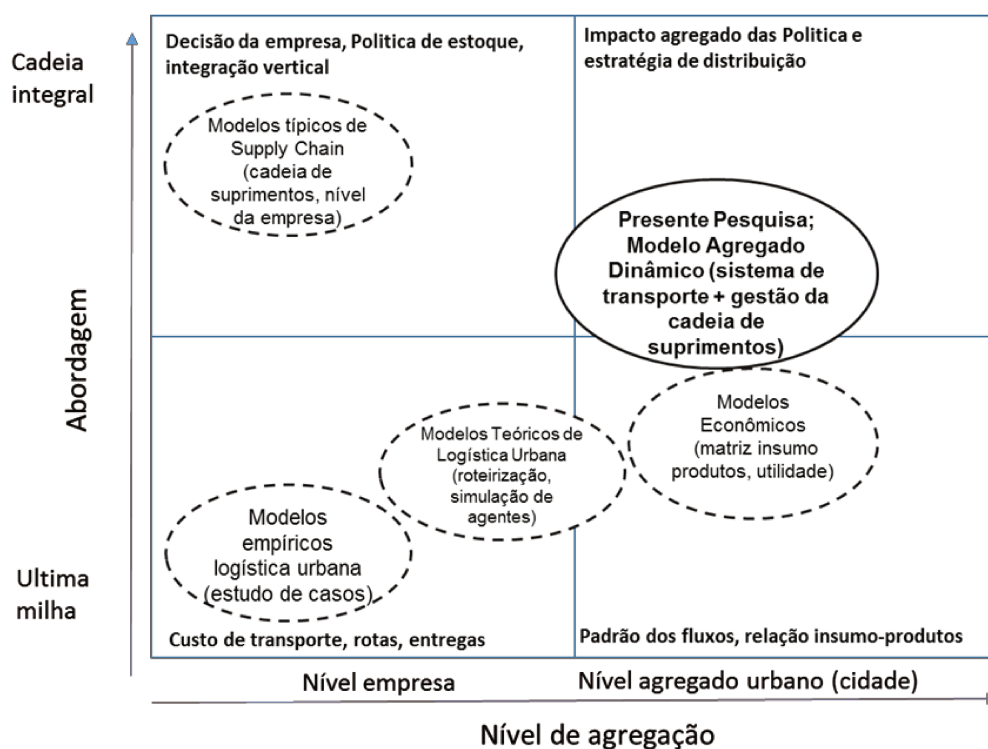 Decisão da empresa, Politica de estoque,
integração vertical
Impacto agregado das Politica e
estratégia de distribuição
Cadeia
integral
Modelos típicos de
Supply Chain
(cadeia de
suprimentos, nível
da empresa)
Presente Pesquisa;
Modelo Agregado
Dinâmico (sistema de
transporte + gestão da
cadeia de
suprimentos)
Abordagem
Modelos Teóricos de
Logística Urbana
(roteirização,
simulação de
agentes)
Modelos
Econômicos
(matriz insumo
produtos, utilidade)
Modelos
empíricos
logística urbana
(estudo de casos)
Ultima
milha
Custo de transporte, rotas, entregas
Padrão dos fluxos, relação insumo-produtos
Nível empresa
Nível agregado urbano (cidade)
Nível de agregação